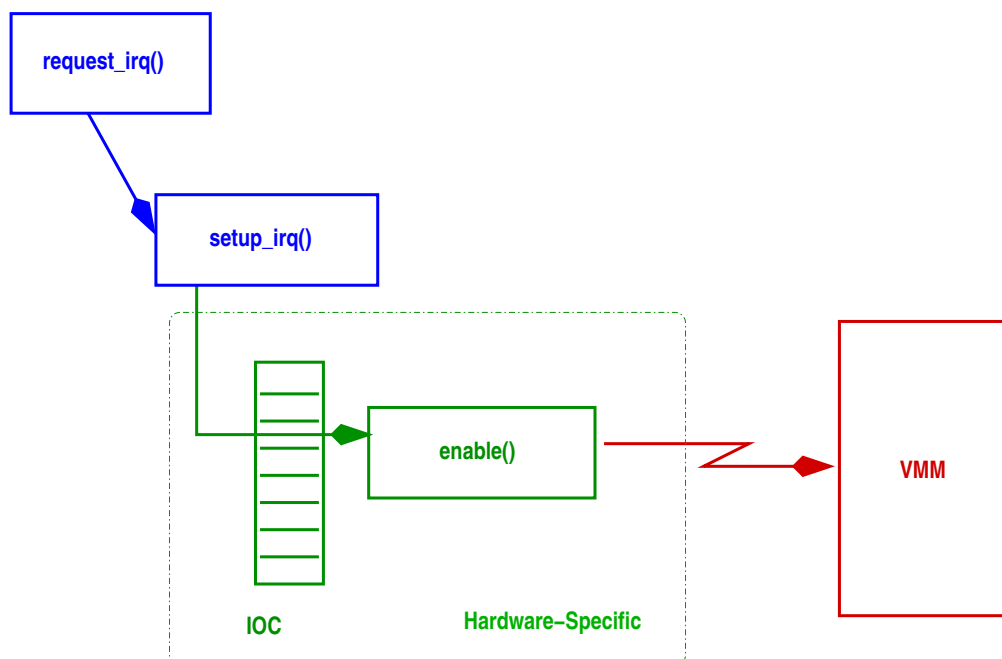 request_irq()
setup_irq()
enable()
VMM
IOC
Hardware–Specific